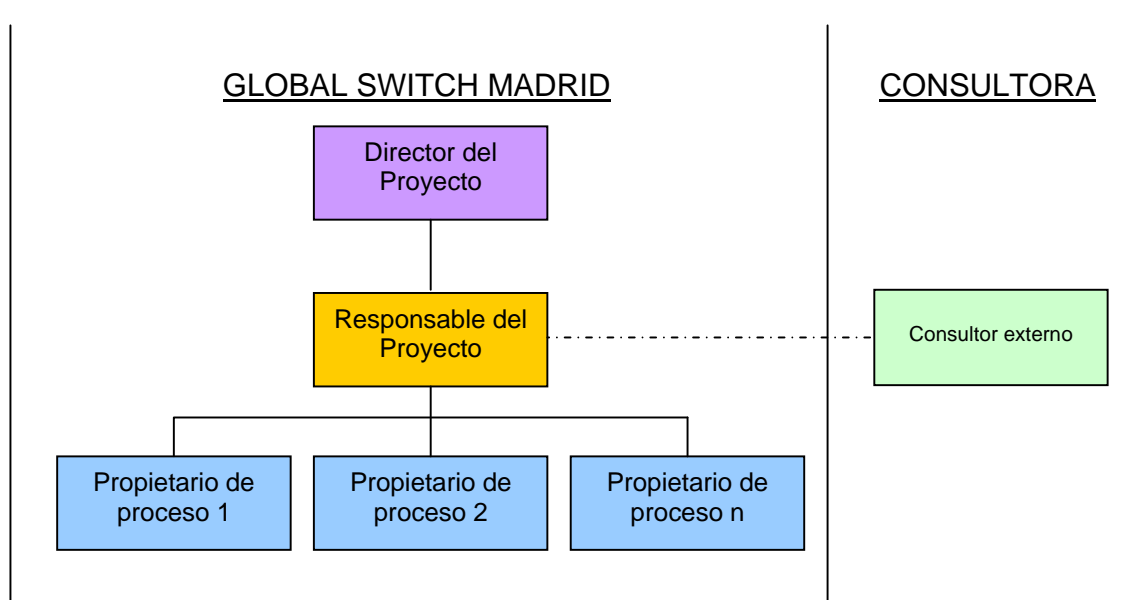 GLOBAL SWITCH MADRID
CONSULTORA
Director del
Proyecto
Responsable del
Proyecto
Consultor externo
Propietario de
proceso 1
Propietario de
proceso 2
Propietario de
proceso n